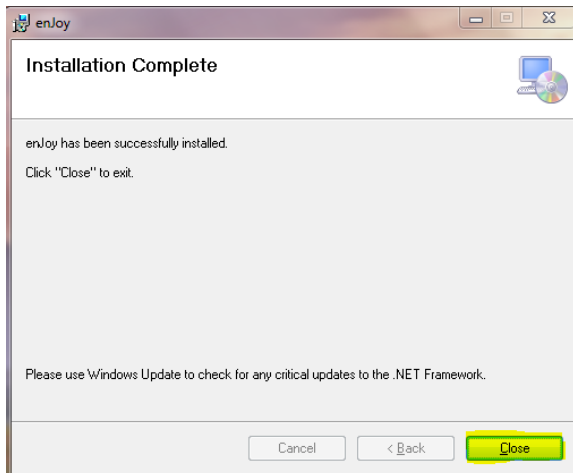 enJoy
Installation Complete
enJoy has been successfully installed.
Click "Close" to exit.
Please use Windows Update to check for any critical updates to the .NET Framework.
Cancel
< Back
Close